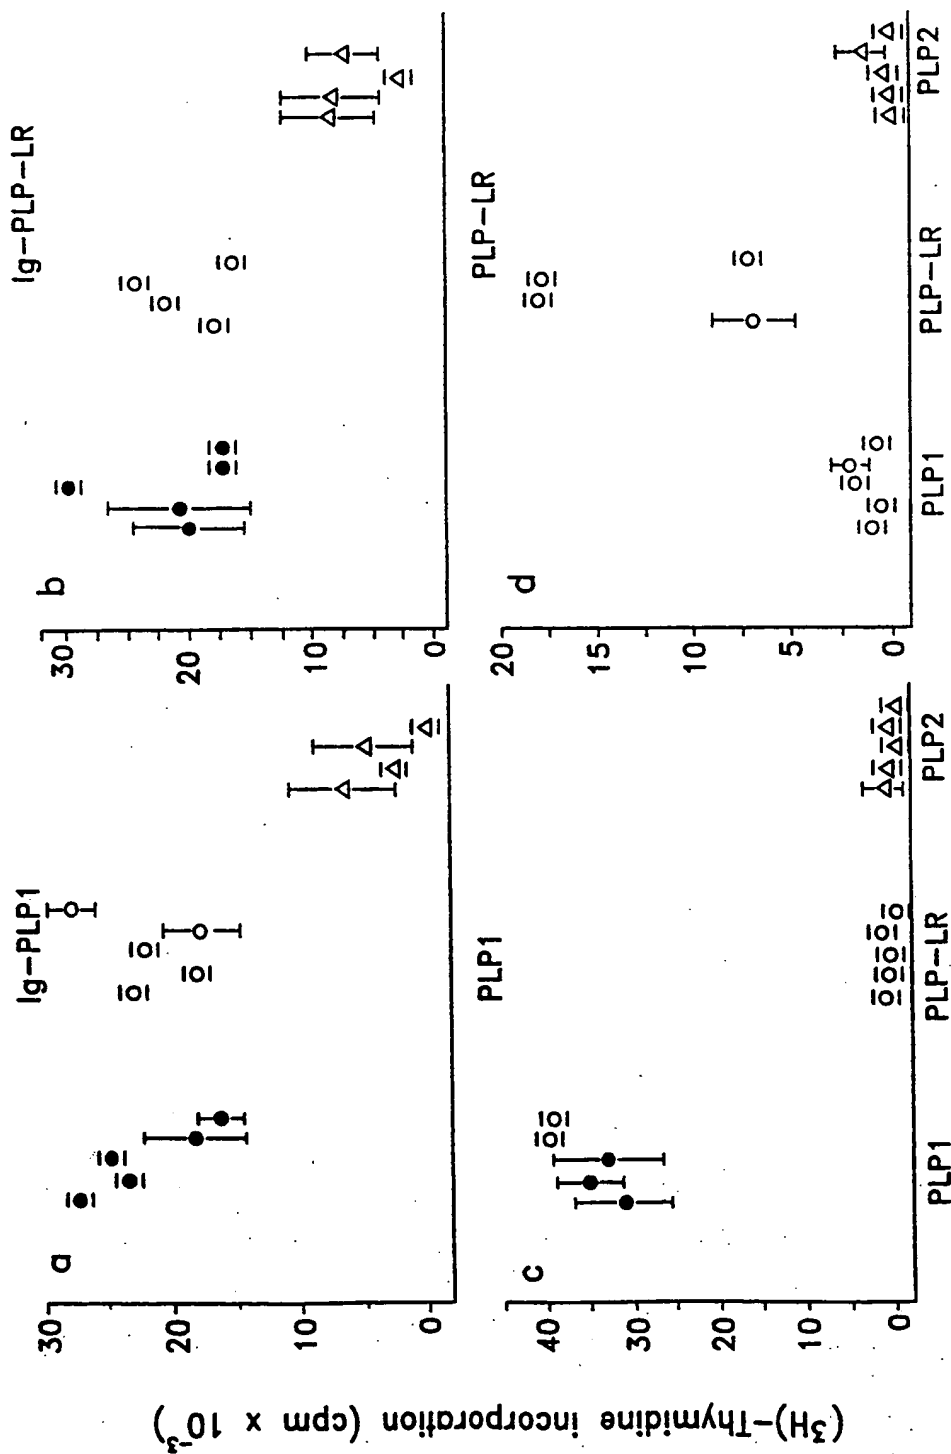 (³H)-Thymidine incorporation (cpm x 10⁻³)
a
Ig-PLP1
30
20
10
0
b
Ig-PLP-LR
30
20
10
0
c
PLP1
40
30
20
10
0
PLP1
PLP-LR
PLP2
d
PLP-LR
20
15
10
5
0
PLP1
PLP-LR
PLP2